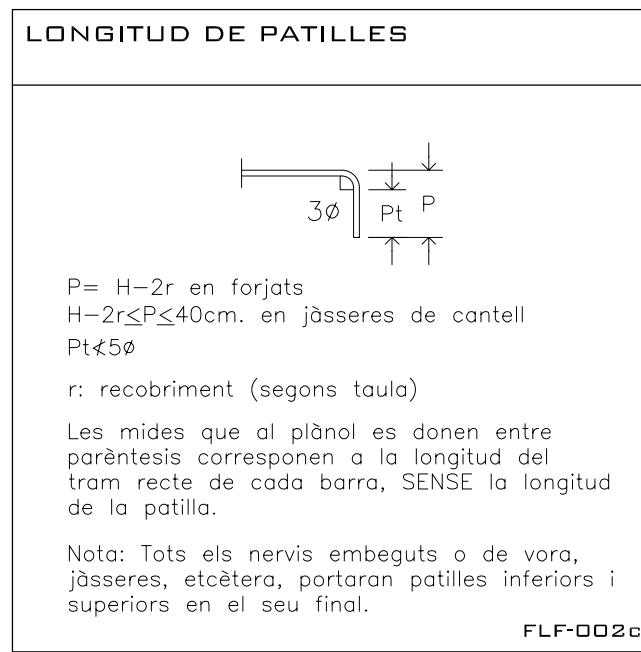 LONGITUD DE PATILLES
3ø
Pt
P
P= H-2r en forjats
H-2r≤P≤40cm. en jàsseres de cantell
Pt≮5ø
r: recobriment (segons taula)
Les mides que al plànol es donen entre
parèntesis corresponen a la longitud del
tram recte de cada barra, SENSE la longitud
de la patilla.
Nota: Tots els nervis embeguts o de vora,
jàsseres, etcètera, portaran patilles inferiors i
superiors en el seu final.
FLF-002c